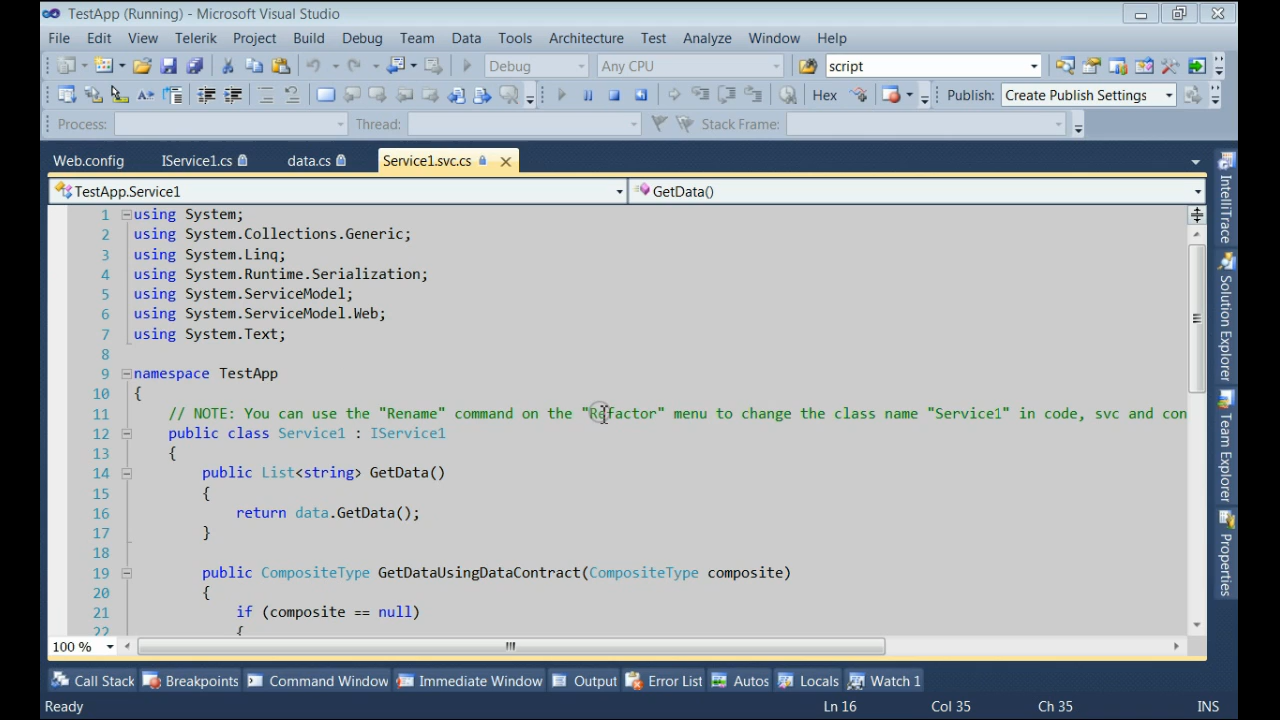 TestApp (Running) - Microsoft Visual Studio
File Edit View Telerik Project Build Debug Team Data Tools Architecture Test Analyze Window Help
Debug Any CPU script
Hex Publish: Create Publish Settings
Process: Thread: Stack Frame:
Web.config IService1.cs data.cs Service1.svc.cs
TestApp.Service1 GetData()
1 using System;
2 using System.Collections.Generic;
3 using System.Linq;
4 using System.Runtime.Serialization;
5 using System.ServiceModel;
6 using System.ServiceModel.Web;
7 using System.Text;
8
9 namespace TestApp
10 {
11 // NOTE: You can use the "Rename" command on the "Refactor" menu to change the class name "Service1" in code, svc and con
12 public class Service1 : IService1
13 {
14 public List<string> GetData()
15 {
16 return data.GetData();
17 }
18
19 public CompositeType GetDataUsingDataContract(CompositeType composite)
20 {
21 if (composite == null)
22 {
100 %
Call Stack Breakpoints Command Window Immediate Window Output Error List Autos Locals Watch 1
Ready Ln 16 Col 35 Ch 35 INS
IntelliTrace
Solution Explorer
Team Explorer
Properties